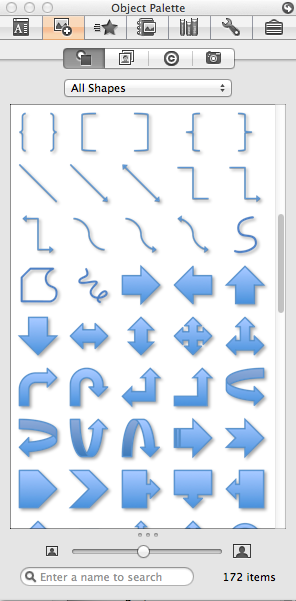 Object Palette
All Shapes
Enter a name to search
172 items